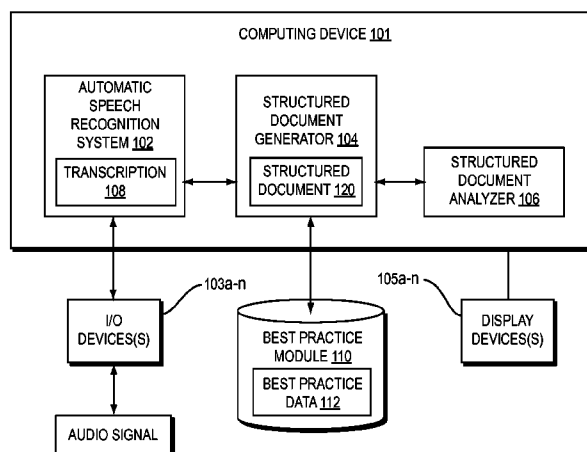 COMPUTING DEVICE 101
AUTOMATIC
SPEECH
RECOGNITION
SYSTEM 102
TRANSCRIPTION
108
STRUCTURED
DOCUMENT
GENERATOR 104
STRUCTURED
DOCUMENT 120
STRUCTURED
DOCUMENT
ANALYZER 106
103a-n
105a-n
I/O
DEVICES(S)
BEST PRACTICE
MODULE 110
BEST PRACTICE
DATA 112
DISPLAY
DEVICES(S)
AUDIO SIGNAL